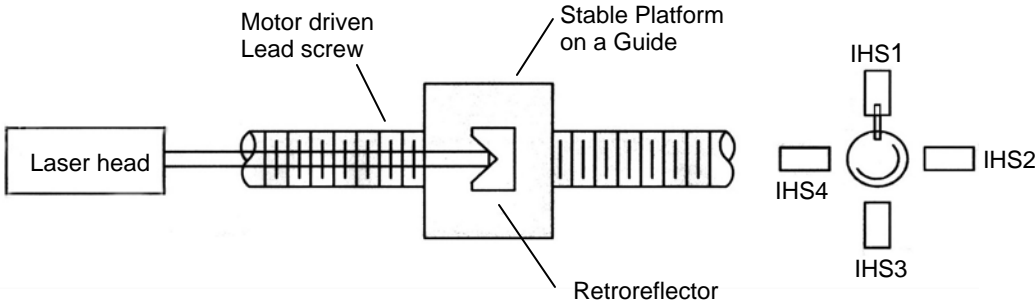 Motor driven
Lead screw
Stable Platform
on a Guide
IHS1
Laser head
IHS2
IHS4
IHS3
Retroreflector